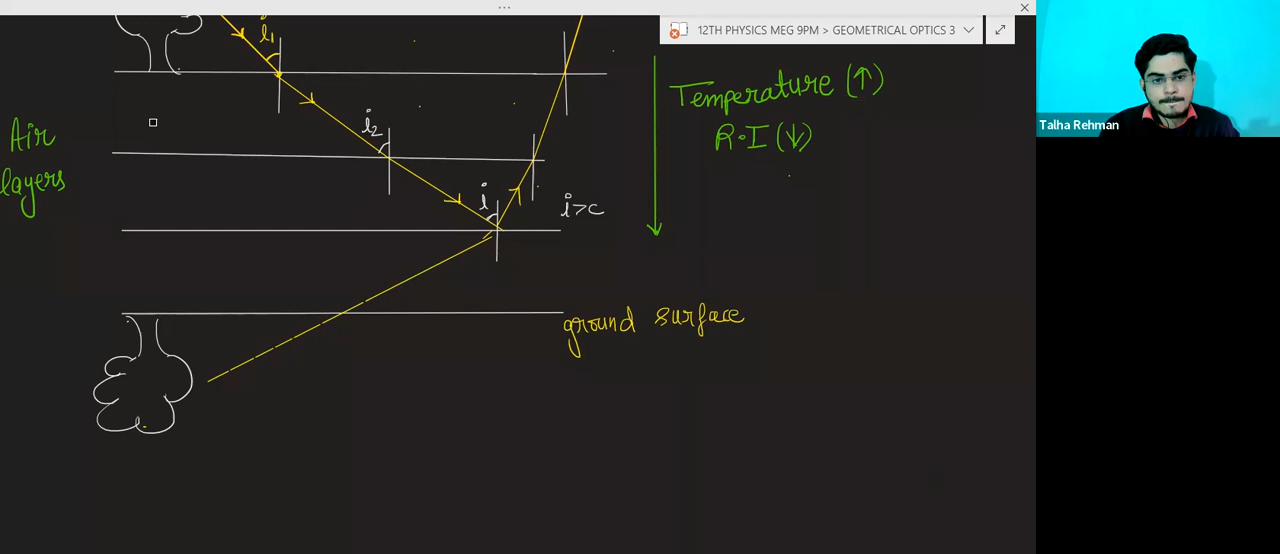 12TH PHYSICS MEG 9PM > GEOMETRICAL OPTICS 3
i1
Temperature (↑)
R.I (↓)
Talha Rehman
i2
Air
layers
i
i>c
ground surface